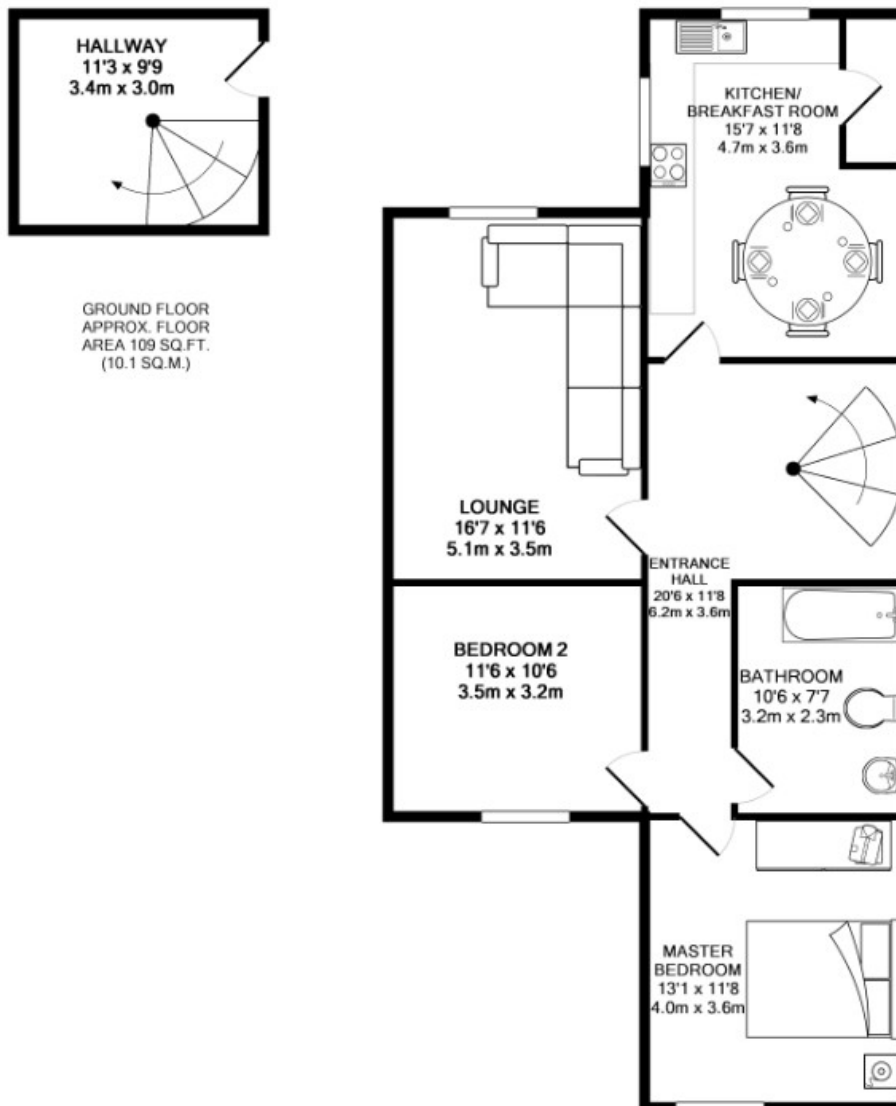 HALLWAY
11'3 x 9'9
3.4m x 3.0m
GROUND FLOOR
APPROX. FLOOR
AREA 109 SQ.FT.
(10.1 SQ.M.)
KITCHEN/
BREAKFAST ROOM
15'7 x 11'8
4.7m x 3.6m
LOUNGE
16'7 x 11'6
5.1m x 3.5m
ENTRANCE
HALL
20'6 x 11'8
6.2m x 3.6m
BEDROOM 2
11'6 x 10'6
3.5m x 3.2m
BATHROOM
10'6 x 7'7
3.2m x 2.3m
MASTER
BEDROOM
13'1 x 11'8
4.0m x 3.6m